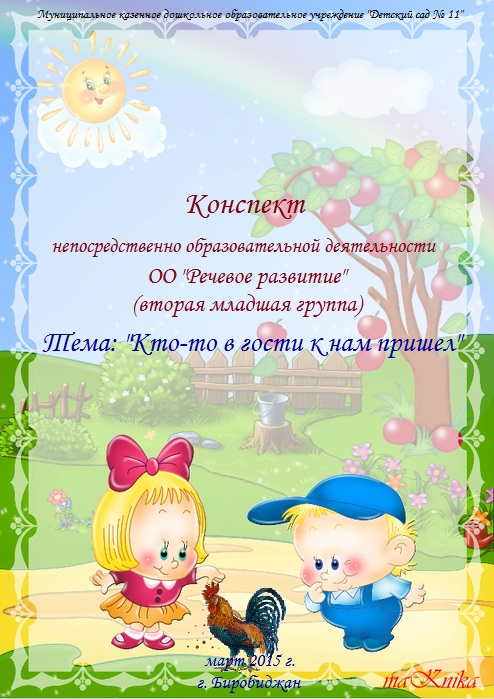 Муниципальное казенное дошкольное образовательное учреждение "Детский сад № 11"
Конспект
непосредственно образовательной деятельности
ОО "Речевое развитие"
(вторая младшая группа)
Тема: "Кто-то в гости к нам пришел"
март 2015 г.
г. Биробиджан
maKnika